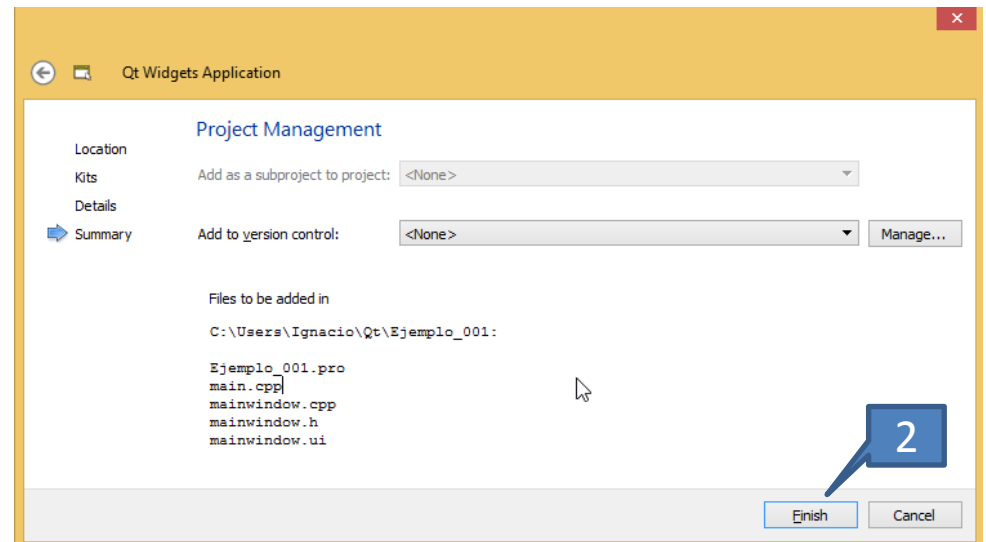 Qt Widgets Application
Project Management
Location
Kits
Details
Summary
Add as a subproject to project: <None>
Add to version control: <None> Manage...
Files to be added in
C:\Users\Ignacio\Qt\Ejemplo_001:
Ejemplo_001.pro
main.cpp
mainwindow.cpp
mainwindow.h
mainwindow.ui
2
Finish Cancel